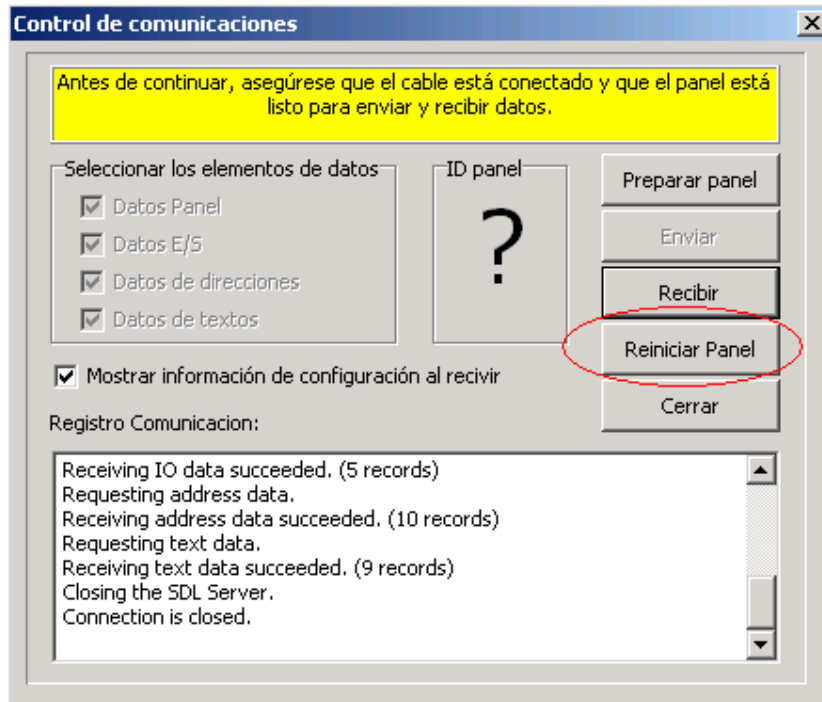 Control de comunicaciones
Antes de continuar, asegúrese que el cable está conectado y que el panel está
listo para enviar y recibir datos.
Seleccionar los elementos de datos
Datos Panel
Datos E/S
Datos de direcciones
Datos de textos
ID panel
?
Preparar panel
Enviar
Recibir
Reiniciar Panel
Cerrar
Mostrar información de configuración al recivir
Registro Comunicacion:
Receiving IO data succeeded. (5 records)
Requesting address data.
Receiving address data succeeded. (10 records)
Requesting text data.
Receiving text data succeeded. (9 records)
Closing the SDL Server.
Connection is closed.